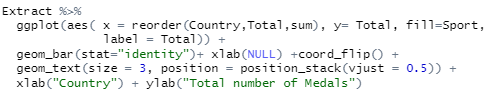 Extract %>%
ggplot(aes( x = reorder(Country,Total,sum), y= Total, fill=Sport,
label = Total)) +
geom_bar(stat="identity")+ xlab(NULL) +coord_flip() +
geom_text(size = 3, position = position_stack(vjust = 0.5)) +
xlab("Country") + ylab("Total number of Medals")